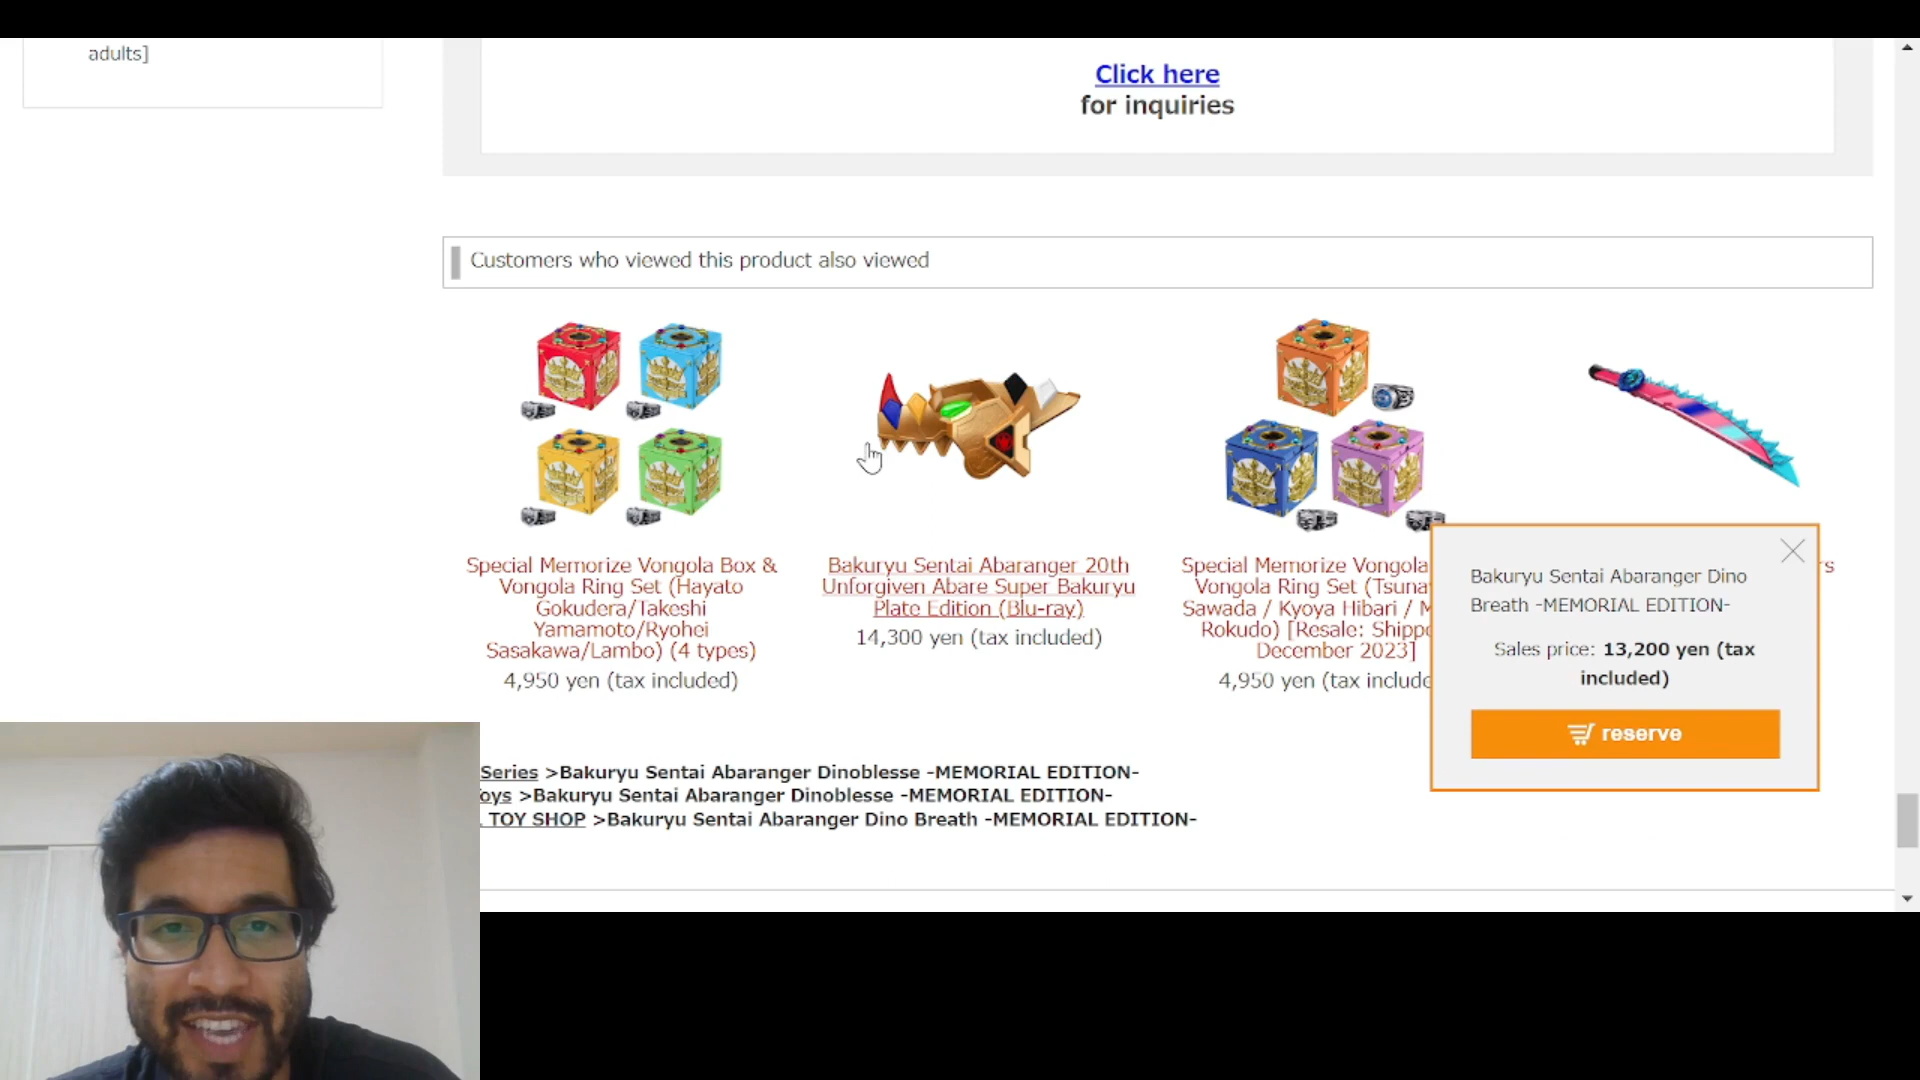 adults]
Click here
for inquiries
Customers who viewed this product also viewed
Special Memorize Vongola Box &
Vongola Ring Set (Hayato
Gokudera/Takeshi
Yamamoto/Ryohei
Sasakawa/Lambo) (4 types)
4,950 yen (tax included)
Bakuryu Sentai Abaranger 20th
Unforgiven Abare Super Bakuryu
Plate Edition (Blu-ray)
14,300 yen (tax included)
Special Memorize Vongola
Vongola Ring Set (Tsuna
Sawada / Kyoya Hibari / M
Rokudo) [Resale: Shippe
December 2023]
4,950 yen (tax include
rs
Bakuryu Sentai Abaranger Dino
Breath -MEMORIAL EDITION-
Sales price: 13,200 yen (tax
included)
reserve
Series >Bakuryu Sentai Abaranger Dinoblesse -MEMORIAL EDITION-
oys >Bakuryu Sentai Abaranger Dinoblesse -MEMORIAL EDITION-
TOY SHOP >Bakuryu Sentai Abaranger Dino Breath -MEMORIAL EDITION-